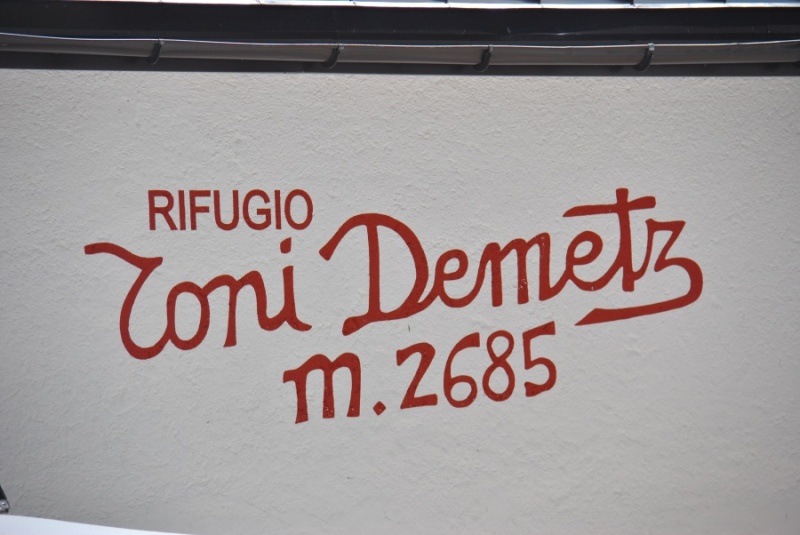 RIFUGIO
Toni Demetz
m. 2685